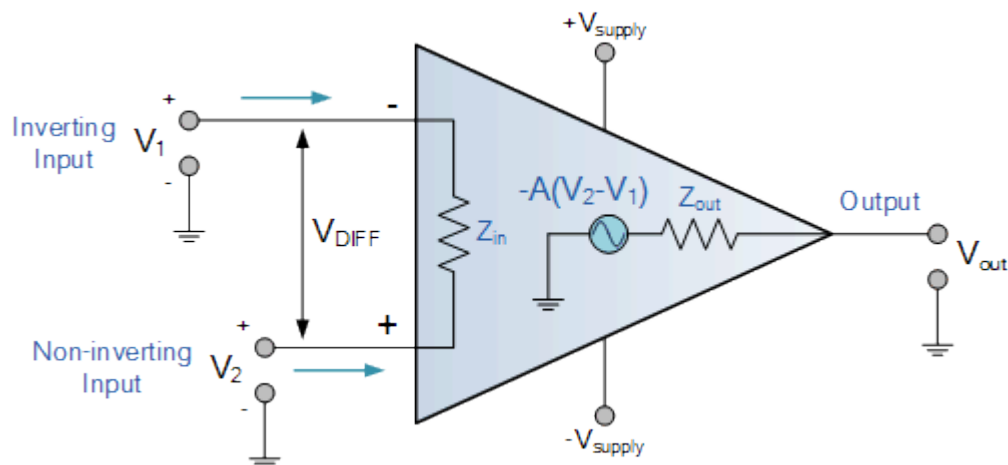 +Vsupply
Inverting
Input
+
V1
-
-
VDIFF
Zin
-A(V2-V1)
Zout
Output
Vout
+
Non-inverting
Input
+
V2
-
-Vsupply